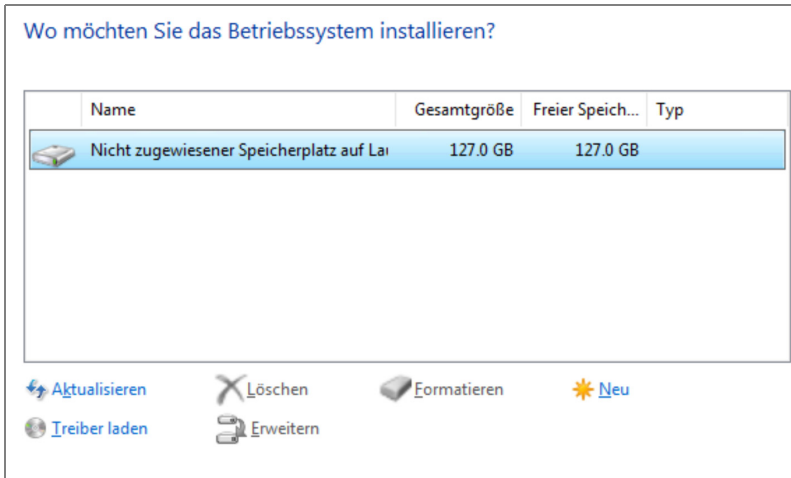 Wo möchten Sie das Betriebssystem installieren?
Name Gesamtgröße Freier Speich... Typ
Nicht zugewiesener Speicherplatz auf 127.0 GB 127.0 GB
Aktualisieren Löschen Formatieren Neu
Treiber laden Erweitern